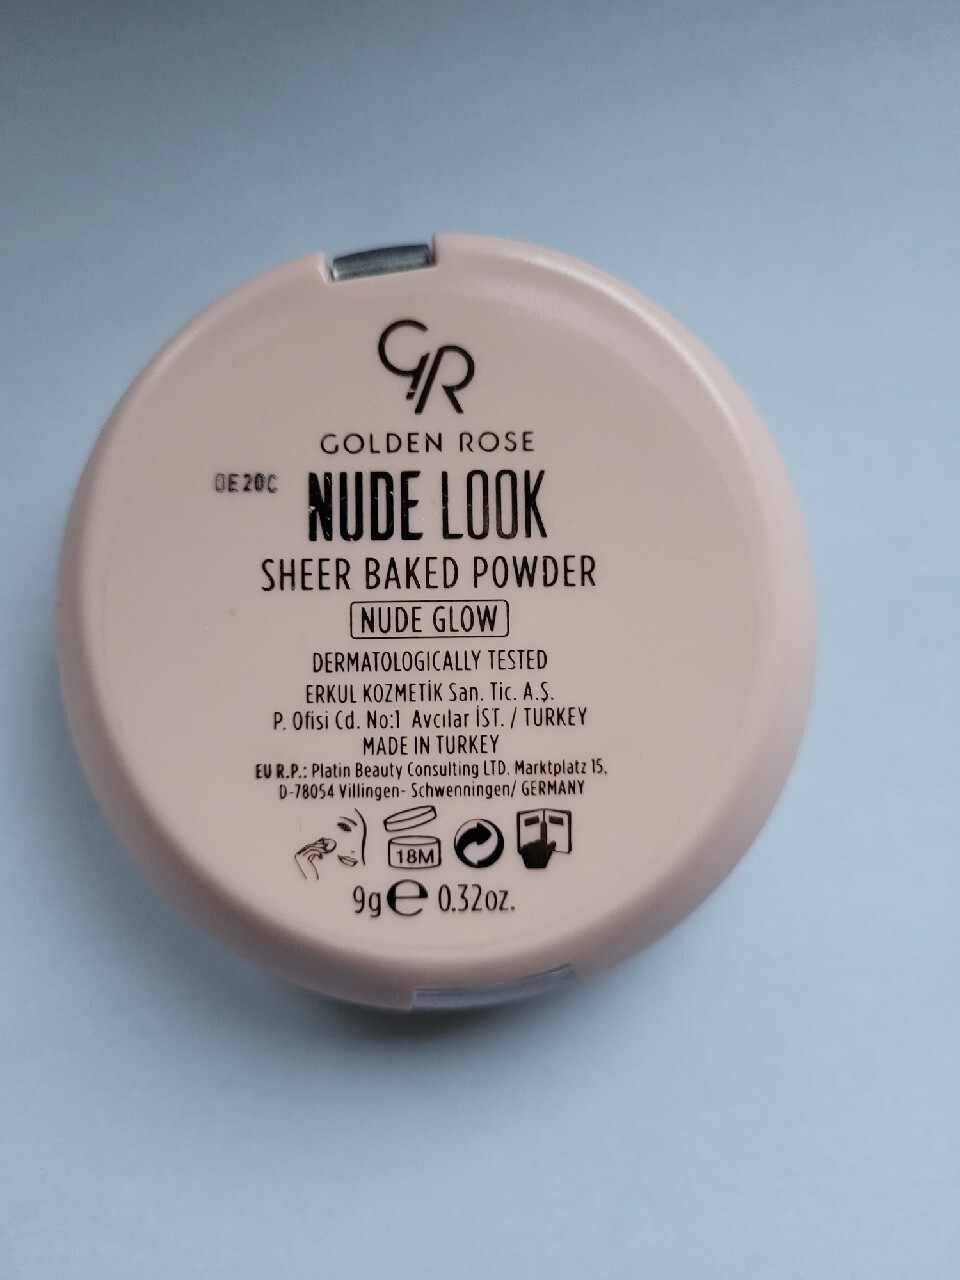 GR
GOLDEN ROSE
0E20C
NUDE LOOK
SHEER BAKED POWDER
NUDE GLOW
DERMATOLOGICALLY TESTED
ERKUL KOZMETİK San. Tic. A.Ş.
P. Ofisi Cd. No:1 Avcılar İST. / TURKEY
MADE IN TURKEY
EU R.P.: Platin Beauty Consulting LTD. Marktplatz 15,
D-78054 Villingen- Schwenningen/ GERMANY
18M
9g e 0.32oz.